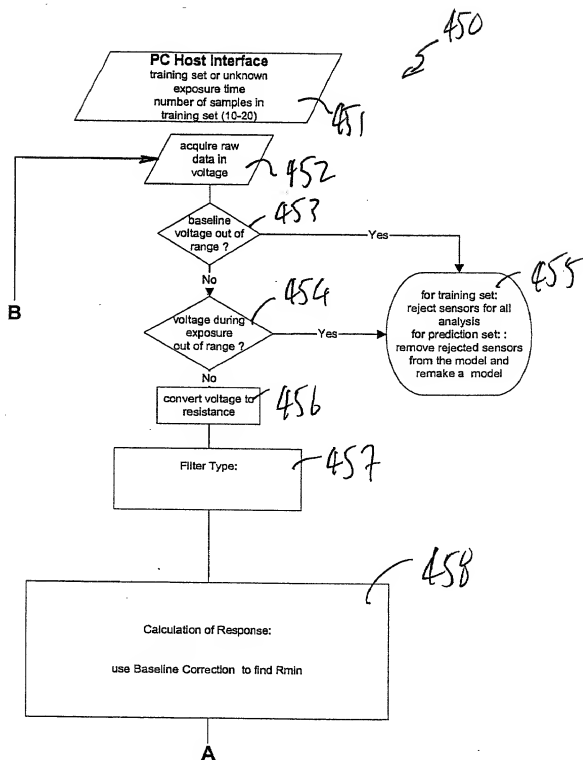 450
PC Host Interface
training set or unknown
exposure time
number of samples in
training set (10-20)
451
acquire raw
data in
voltage
452
453
baseline
voltage out of
range ?
Yes
No
B
454
voltage during
exposure
out of range ?
Yes
No
455
for training set:
reject sensors for all
analysis
for prediction set: :
remove rejected sensors
from the model and
remake a model
convert voltage to
resistance
456
Filter Type:
457
458
Calculation of Response:
use Baseline Correction to find Rmin
A